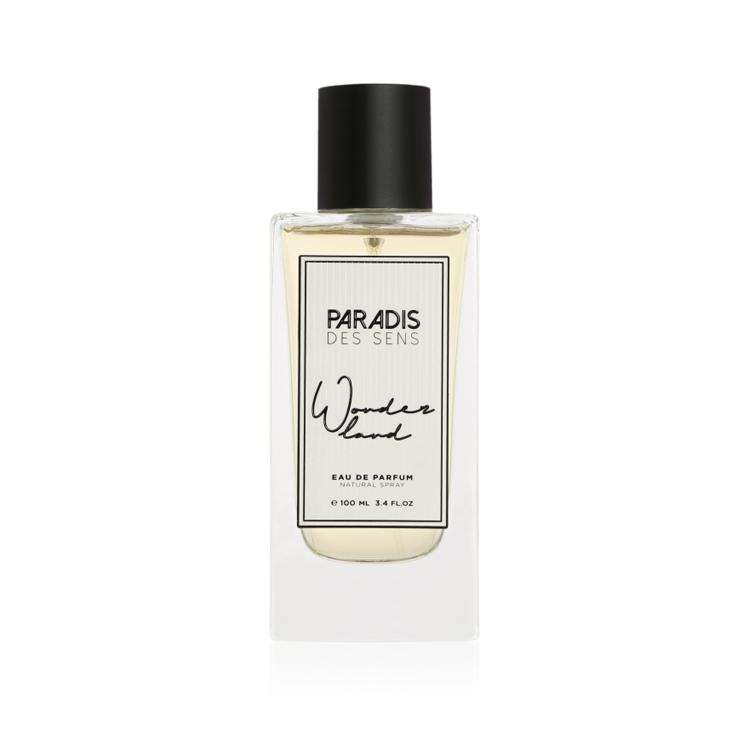 PARADIS
DES SENS
Wonder
land
EAU DE PARFUM
NATURAL SPRAY
℮ 100 ML 3.4 FL.OZ